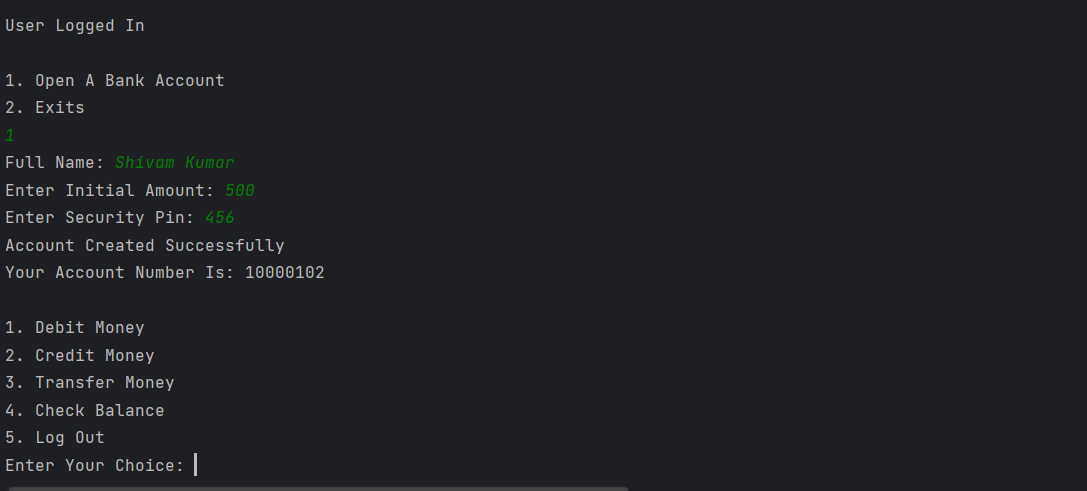 User Logged In
1. Open A Bank Account
2. Exits
1
Full Name: Shivam Kumar
Enter Initial Amount: 500
Enter Security Pin: 456
Account Created Successfully
Your Account Number Is: 10000102
1. Debit Money
2. Credit Money
3. Transfer Money
4. Check Balance
5. Log Out
Enter Your Choice: